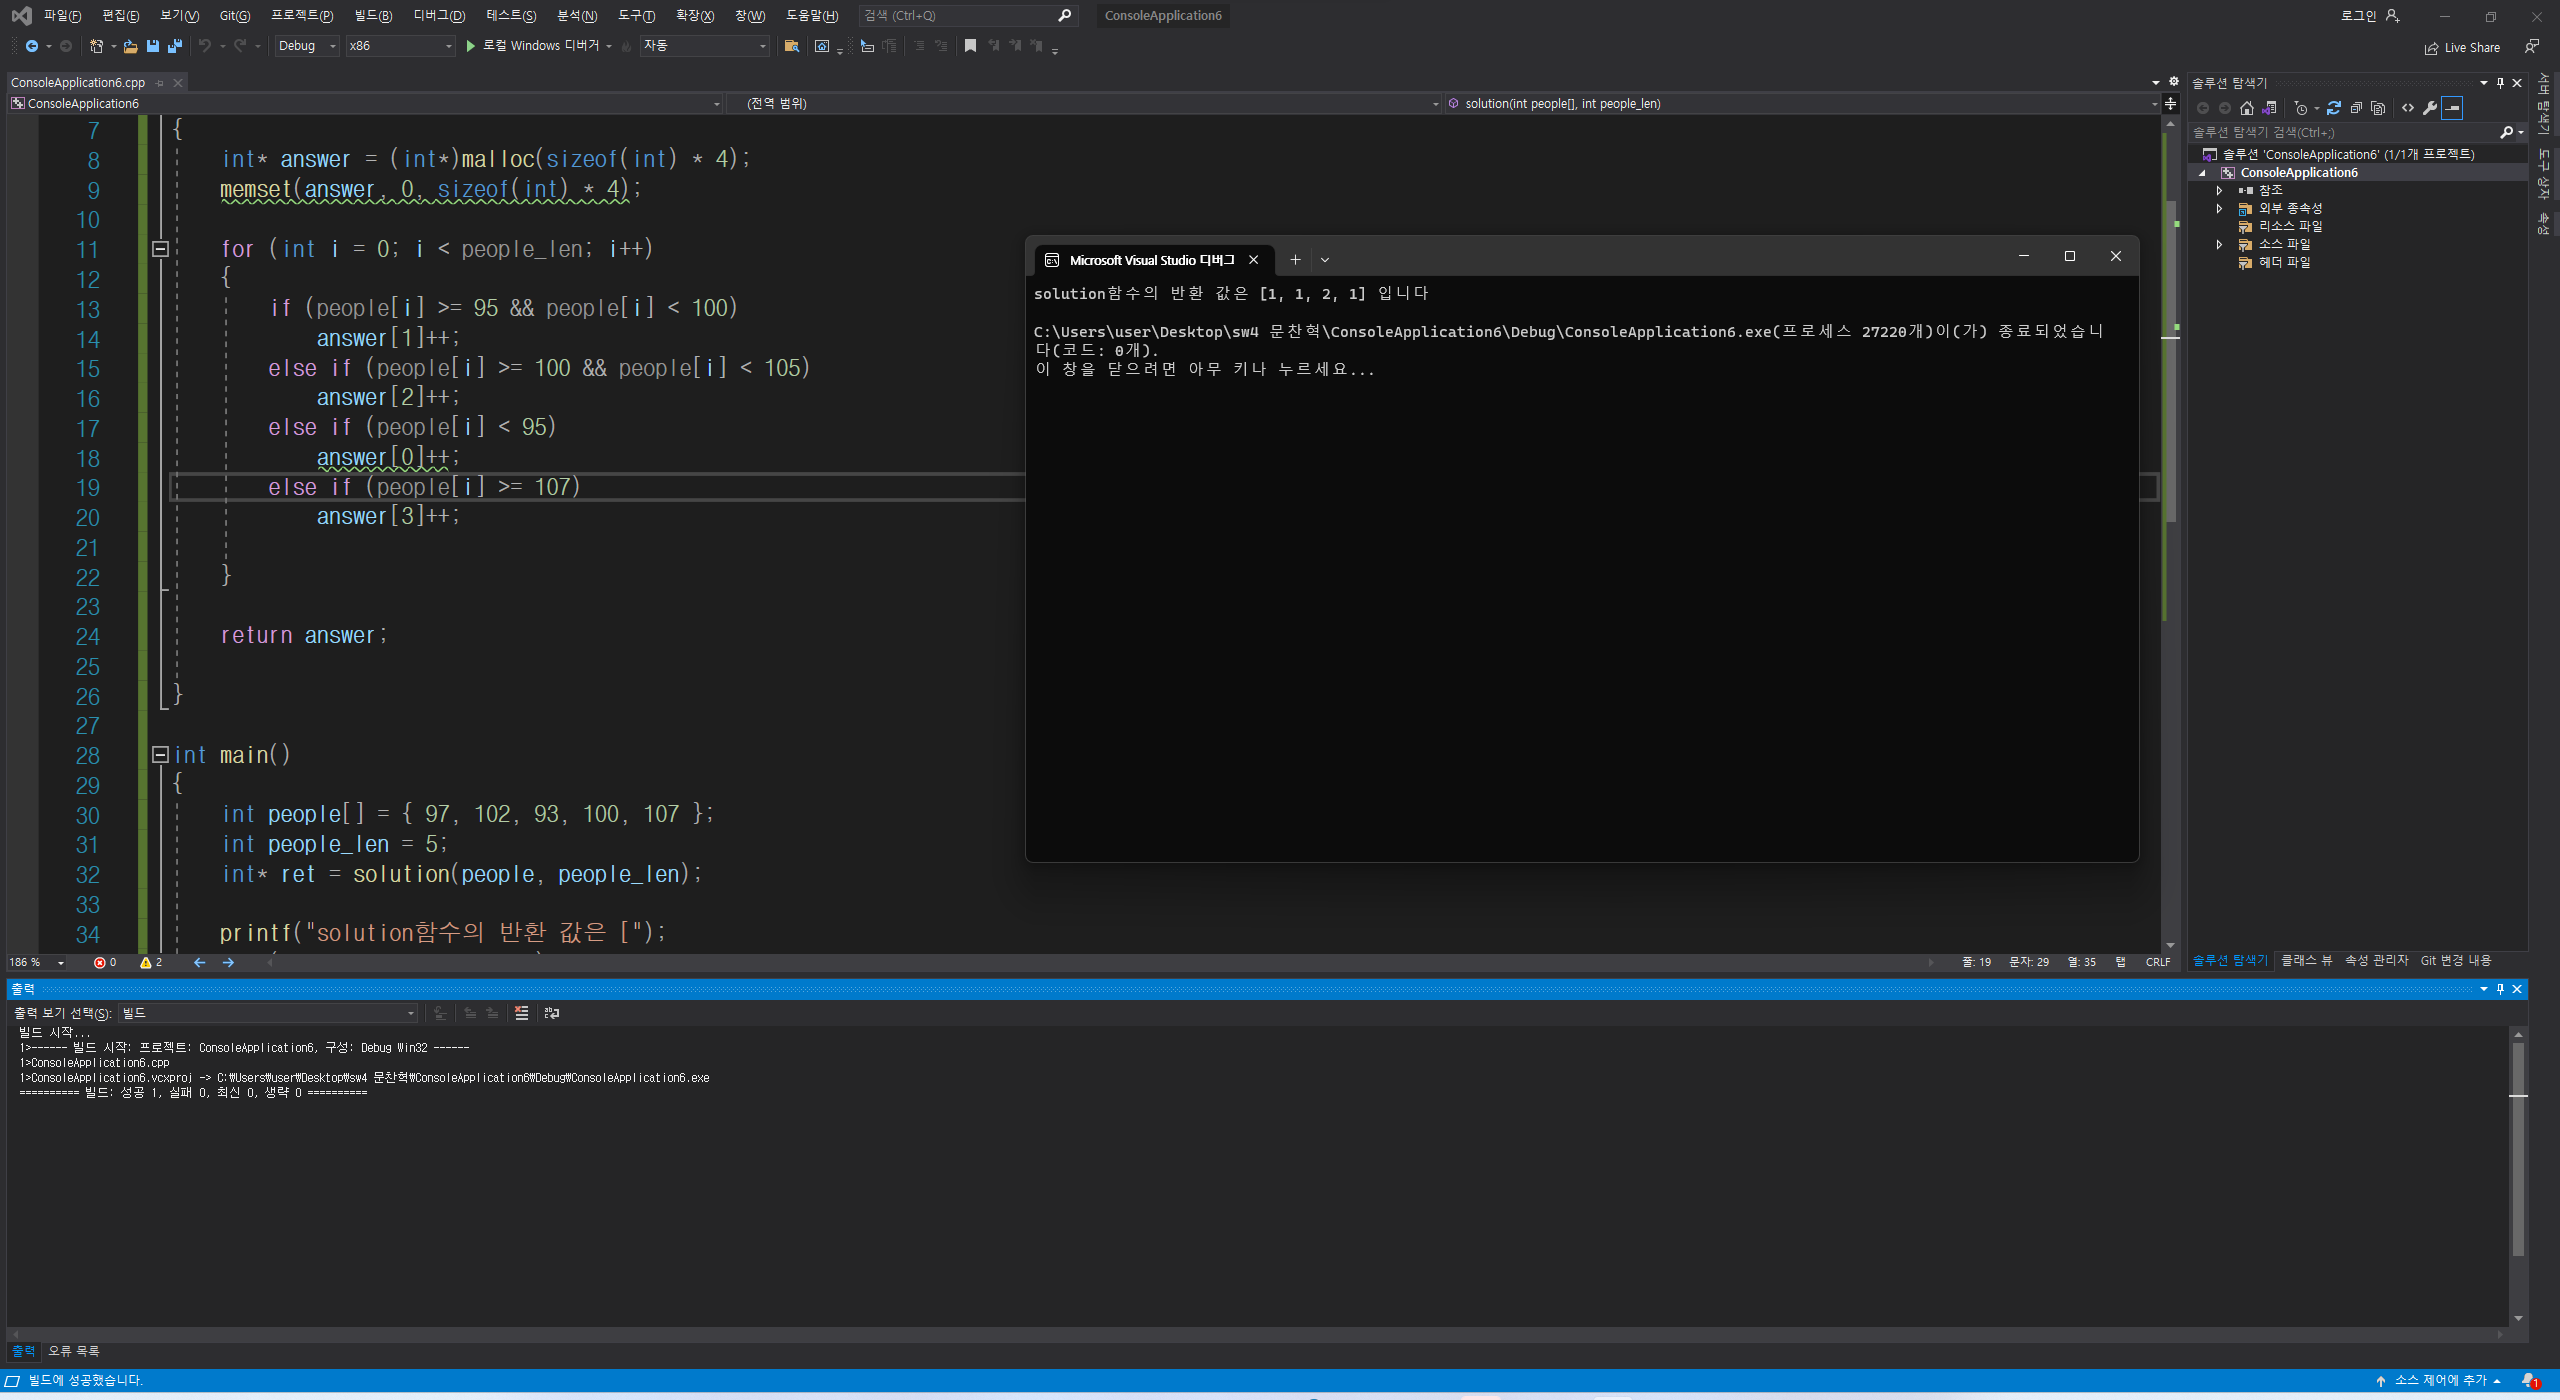 파일(F) 편집(E) 보기(V) Git(G) 프로젝트(P) 빌드(B) 디버그(D) 테스트(S) 분석(N) 도구(T) 확장(X) 창(W) 도움말(H) 검색 (Ctrl+Q) ConsoleApplication6 로그인
Debug x86 로컬 Windows 디버거 자동 Live Share
ConsoleApplication6.cpp
ConsoleApplication6 (전역 범위) solution(int people[], int people_len)
7 {
8 int* answer = (int*)malloc(sizeof(int) * 4);
9 memset(answer, 0, sizeof(int) * 4);
10
11 for (int i = 0; i < people_len; i++)
12 {
13 if (people[i] >= 95 && people[i] < 100)
14 answer[1]++;
15 else if (people[i] >= 100 && people[i] < 105)
16 answer[2]++;
17 else if (people[i] < 95)
18 answer[0]++;
19 else if (people[i] >= 107)
20 answer[3]++;
21
22 }
23
24 return answer;
25
26 }
27
28 int main()
29 {
30 int people[] = { 97, 102, 93, 100, 107 };
31 int people_len = 5;
32 int* ret = solution(people, people_len);
33
34 printf("solution함수의 반환 값은 [");
186 % 0 2 줄: 19 문자: 29 열: 35 탭 CRLF
Microsoft Visual Studio 디버그
solution함수의 반환 값은 [1, 1, 2, 1] 입니다
C:\Users\user\Desktop\sw4 문찬혁\ConsoleApplication6\Debug\ConsoleApplication6.exe(프로세스 27220개)이(가) 종료되었습니
다(코드: 0개).
이 창을 닫으려면 아무 키나 누르세요...
솔루션 탐색기
솔루션 탐색기 검색(Ctrl+;)
솔루션 'ConsoleApplication6' (1/1개 프로젝트)
ConsoleApplication6
참조
외부 종속성
리소스 파일
소스 파일
헤더 파일
솔루션 탐색기 클래스 뷰 속성 관리자 Git 변경 내용
서버 탐색기
도구 상자
속성
출력
출력 보기 선택(S): 빌드
빌드 시작...
1>------ 빌드 시작: 프로젝트: ConsoleApplication6, 구성: Debug Win32 ------
1>ConsoleApplication6.cpp
1>ConsoleApplication6.vcxproj -> C:₩Users₩user₩Desktop₩sw4 문찬혁₩ConsoleApplication6₩Debug₩ConsoleApplication6.exe
========== 빌드: 성공 1, 실패 0, 최신 0, 생략 0 ==========
출력 오류 목록
빌드에 성공했습니다. 소스 제어에 추가 1